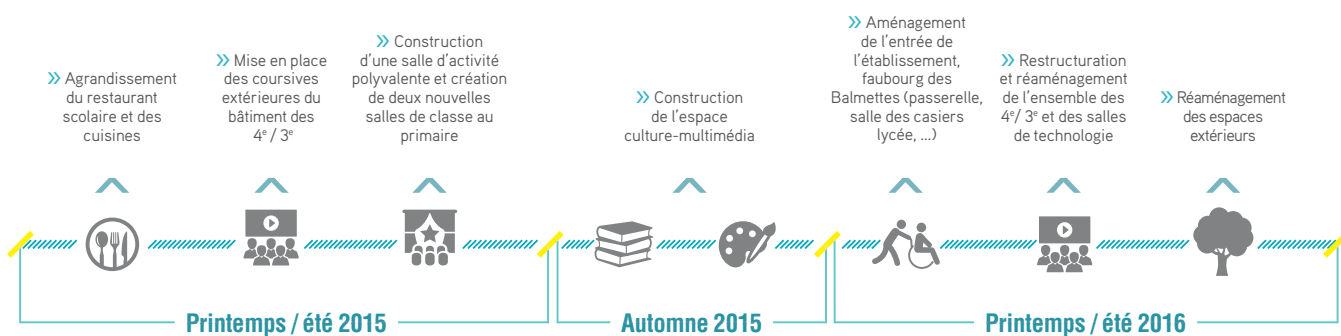 » Agrandissement
du restaurant
scolaire et des
cuisines
» Mise en place
des coursives
extérieures du
bâtiment des
4e / 3e
» Construction
d'une salle d'activité
polyvalente et création
de deux nouvelles
salles de classe au
primaire
» Construction
de l'espace
culture-multimédia
» Aménagement
de l'entrée de
l'établissement,
faubourg des
Balmettes (passerelle,
salle des casiers
lycée, ...)
» Restructuration
et réaménagement
de l'ensemble des
4e/ 3e et des salles
de technologie
» Réaménagement
des espaces
extérieurs
Printemps / été 2015
Automne 2015
Printemps / été 2016